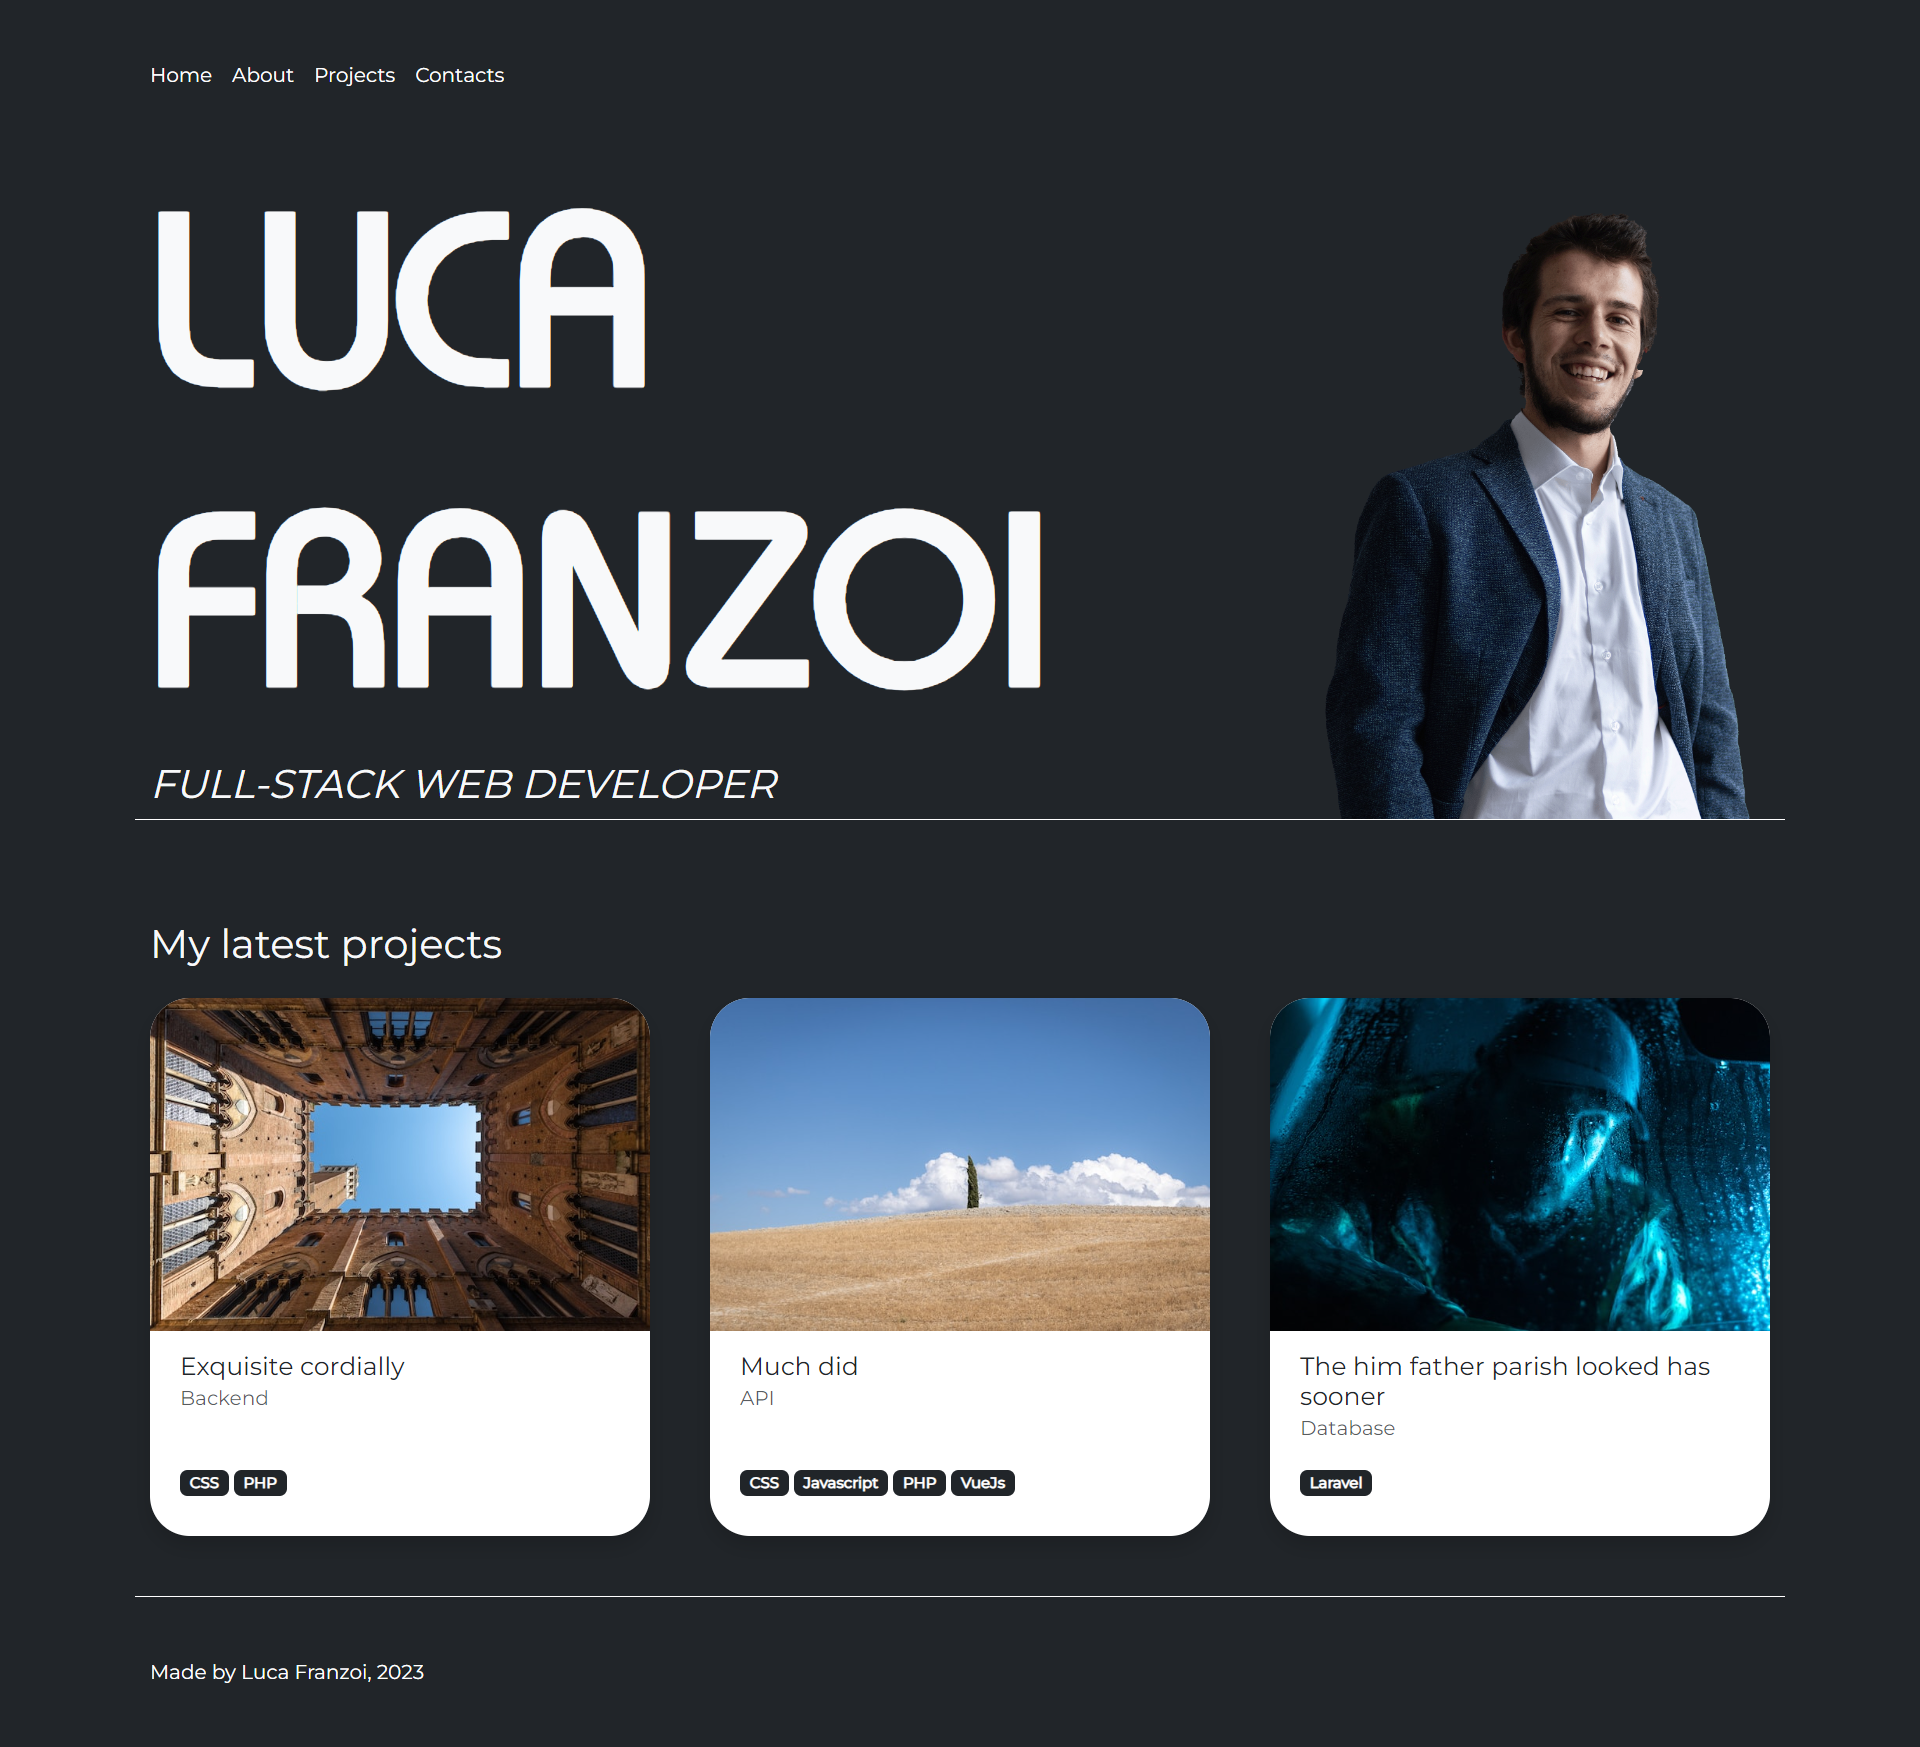 Home About Projects Contacts
LUCA
FRANZOI
FULL-STACK WEB DEVELOPER
My latest projects
Exquisite cordially
Backend
CSS PHP
Much did
API
CSS Javascript PHP VueJs
The him father parish looked has
sooner
Database
Laravel
Made by Luca Franzoi, 2023